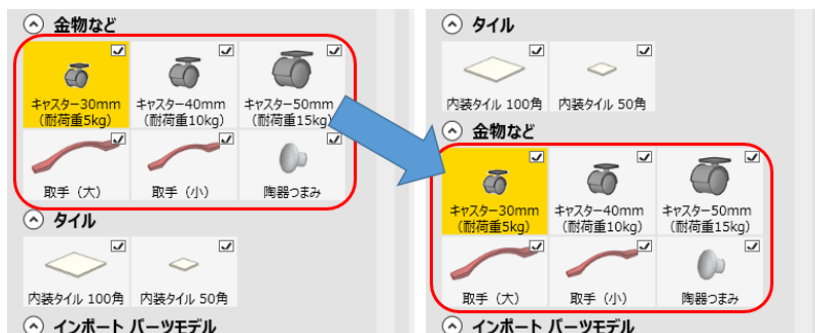 金物など
キャスター30mm
(耐荷重5kg)
キャスター40mm
(耐荷重10kg)
キャスター50mm
(耐荷重15kg)
取手（大）
取手（小）
陶器つまみ
タイル
内装タイル 100角
内装タイル 50角
インポート パーツモデル
タイル
内装タイル 100角
内装タイル 50角
金物など
キャスター30mm
(耐荷重5kg)
キャスター40mm
(耐荷重10kg)
キャスター50mm
(耐荷重15kg)
取手（大）
取手（小）
陶器つまみ
インポート パーツモデル